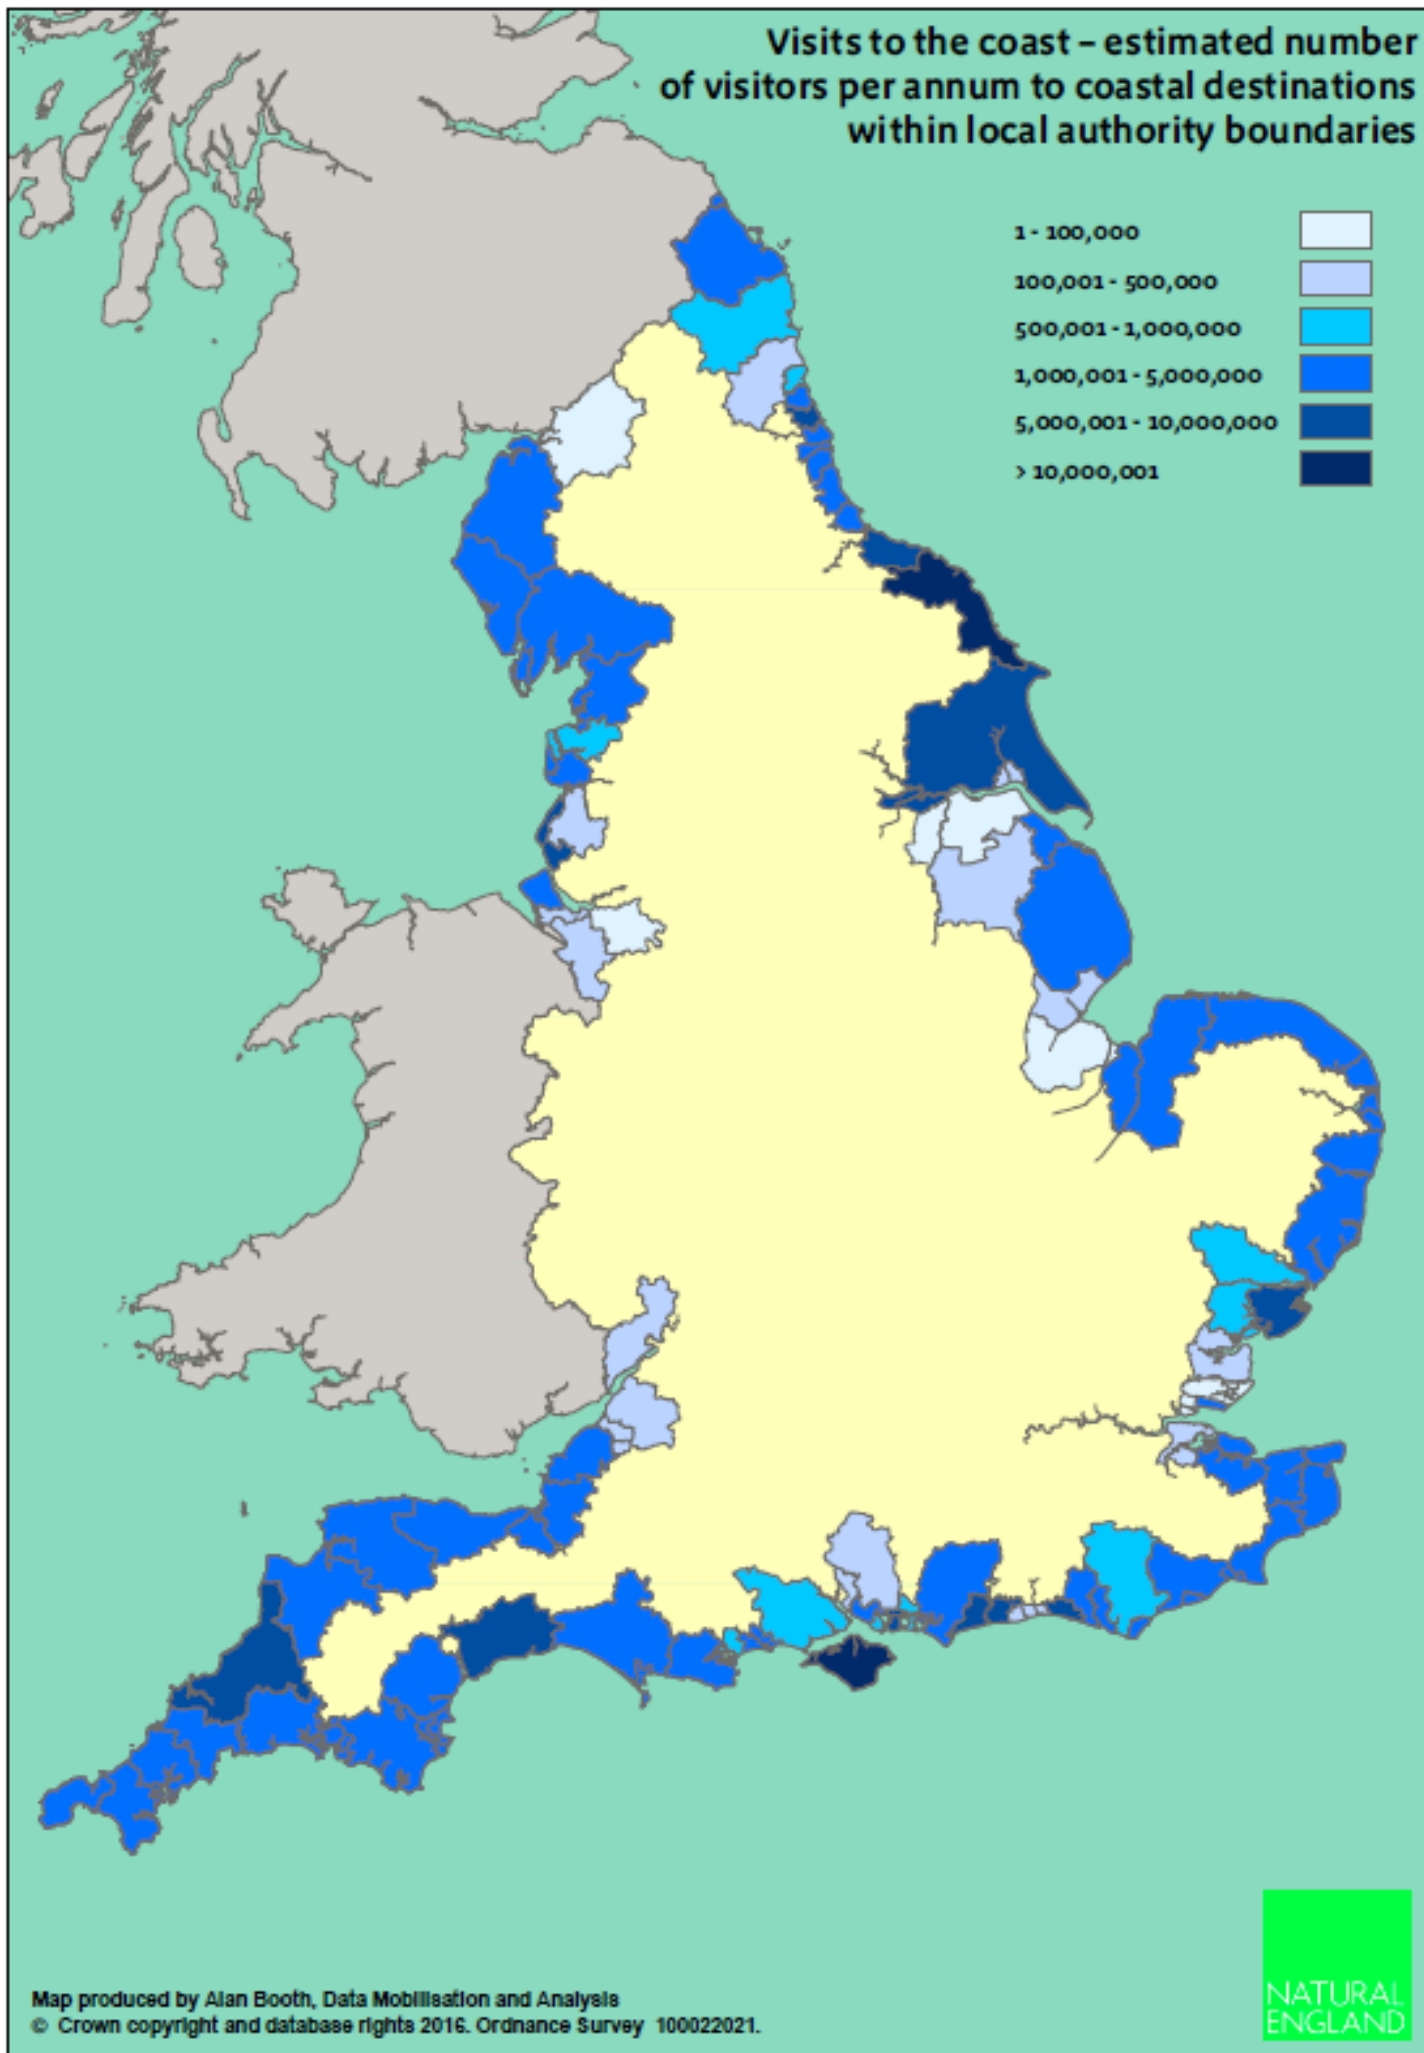 Visits to the coast – estimated number
of visitors per annum to coastal destinations
within local authority boundaries
1 - 100,000
100,001 - 500,000
500,001 - 1,000,000
1,000,001 - 5,000,000
5,000,001 - 10,000,000
> 10,000,001
Map produced by Alan Booth, Data Mobilisation and Analysis
© Crown copyright and database rights 2016. Ordnance Survey 100022021.
NATURAL
ENGLAND